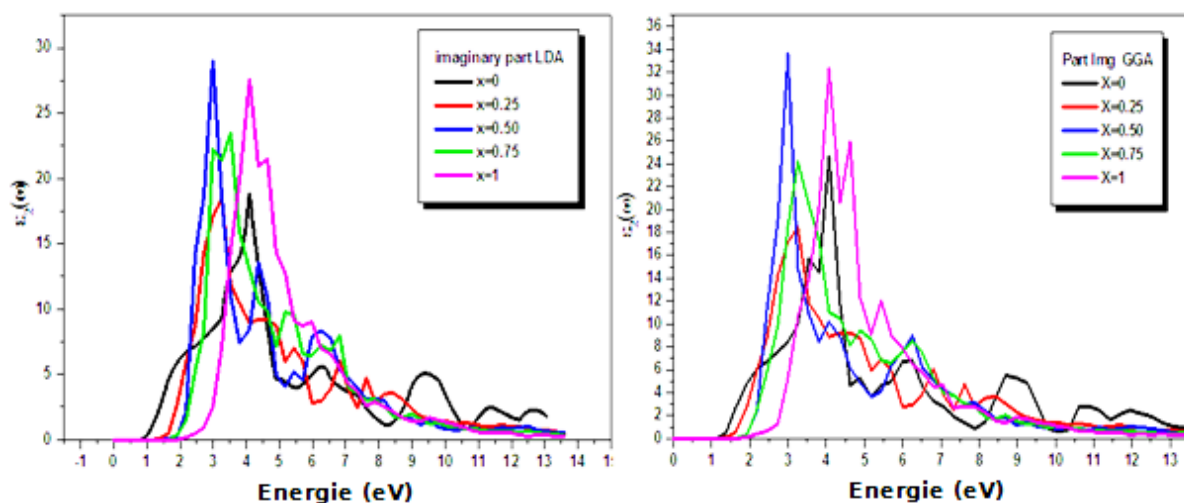 30
25
20
15
10
5
0
ε₂(ω)
imaginary part LDA
x=0
x=0.25
x=0.50
x=0.75
x=1
-1 0 1 2 3 4 5 6 7 8 9 10 11 12 13 14 1
Energie (eV)
36
34
32
30
28
26
24
22
20
18
16
14
12
10
8
6
4
2
0
ε₂(ω)
Part Img GGA
X=0
X=0.25
X=0.50
X=0.75
X=1
0 1 2 3 4 5 6 7 8 9 10 11 12 13
Energie (eV)